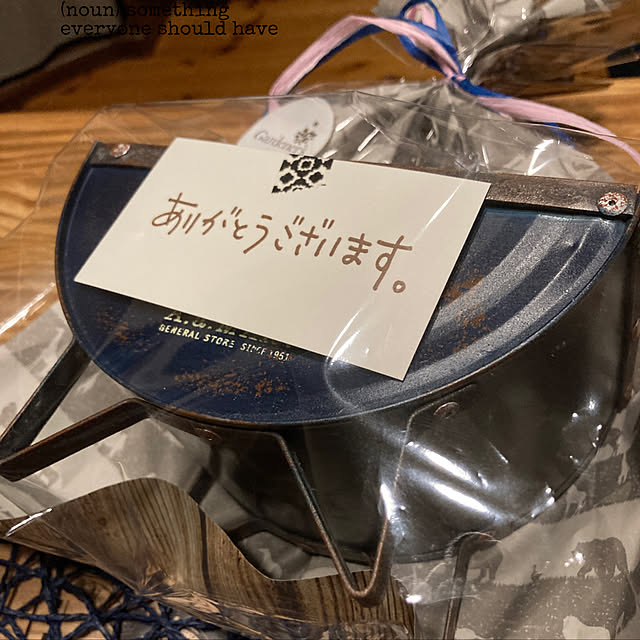 (noun) something
everyone should have
ありがとうございます。
GENERAL STORE SINCE 1951